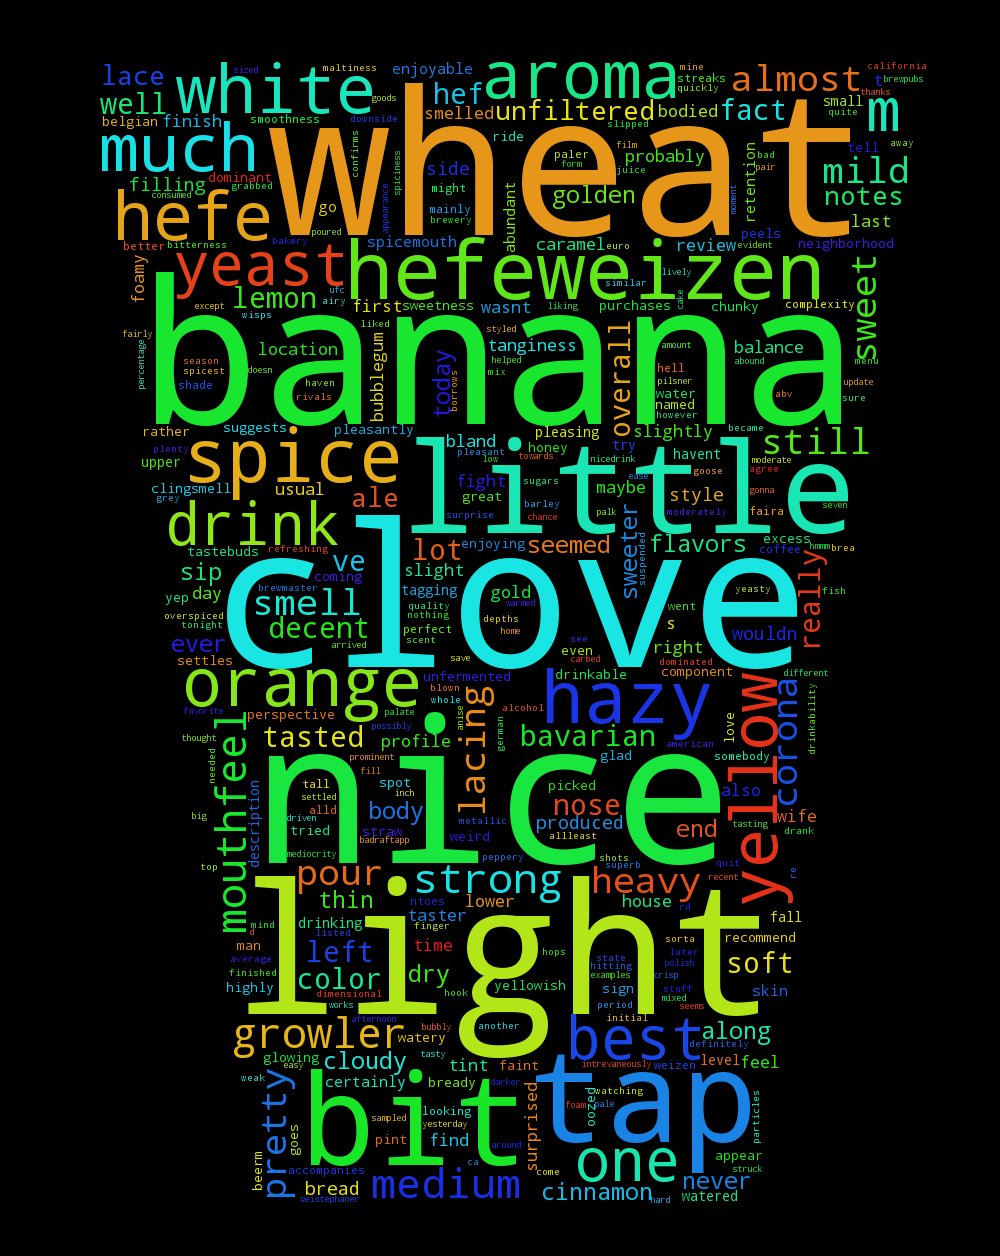 sized maltiness enjoyable aroma mine california
lace white goods hef streaks almost t brewpubs
quickly thanks
well smelled unfiltered bodied fact small m
belgian finish smoothness downside slipped quite
much wheat ride film tell away
confirms paler form probably bad pair mild
filling dominant spiciness side juice retention
grabbed consumed might golden notes
hefe go appearance mainly abundant moment last
poured brewery peels
better bitterness bakery spicemouth caramel euro review evident neighborhood
foamy yeast hefeweizen lively sweet
ufc similar cake
wisps lemon airy first sweetness wasnt liking purchases chunky complexity
except
fairly liked styled tanginess overall amount balance
percentage location bubblegum helped abound menu
season doesn today mix hell
shade spicest haven borrows pilsner update
rivals water abv sure
banana named
however
rather suggests pleasantly bland pleasing slightly became still
plenty pleasant honey try havent moderate
upper spice low towards nicedrink goose agree
clingsmell usual fight sugars ease maybe style gonna
grey ale great barley palk moderately faira seven
drink surprise chance little
tastebuds refreshing lot enjoying seemed flavors excess hmmm brea
coffee
sip ve slight sweeter suspended really
yep day coming tagging yeasty fish
brewmaster gold warmed
overspiced smell quality nothing depths went
tonight decent perfect home s wouldn
ever arrived scent see even right
settles clove save carbed dominated component different
orange unfermented drinkable
blown whole hazy yellow corona
favorite perspective palate lacing anise alcohol love drinkability
thought tasted possibly german bavarian american
needed profile prominent glad somebody
mouthfeel fill spot picked also
tall inch nose
big settled body produced wife
description alld driven metallic end tasting drank
tried straw weird allleast
mediocrity badraftapp
nice peppery shots quit
top superb recent re
pour strong heavy
thin ntoes lower house rd fall
mind drinking taster finger sorta
d listed hops recommend
man left time state later
average hitting polish soft
finished examples crisp
highly color dry yellowish sign stuff skin
dimensional hook mixed seems
works light period
afternoon bubbly another initial
growler watery best along
definitely
glowing cloudy tasty tint faint intrevaneously weizen level feel
easy
weak certainly bready darker watching
pretty looking foam pale particles
sampled yesterday oozed
goes bit tap
pint find around surprised
beerm ca one appear
accompanies come struck
bread medium cinnamon never
weistephaner hard watered